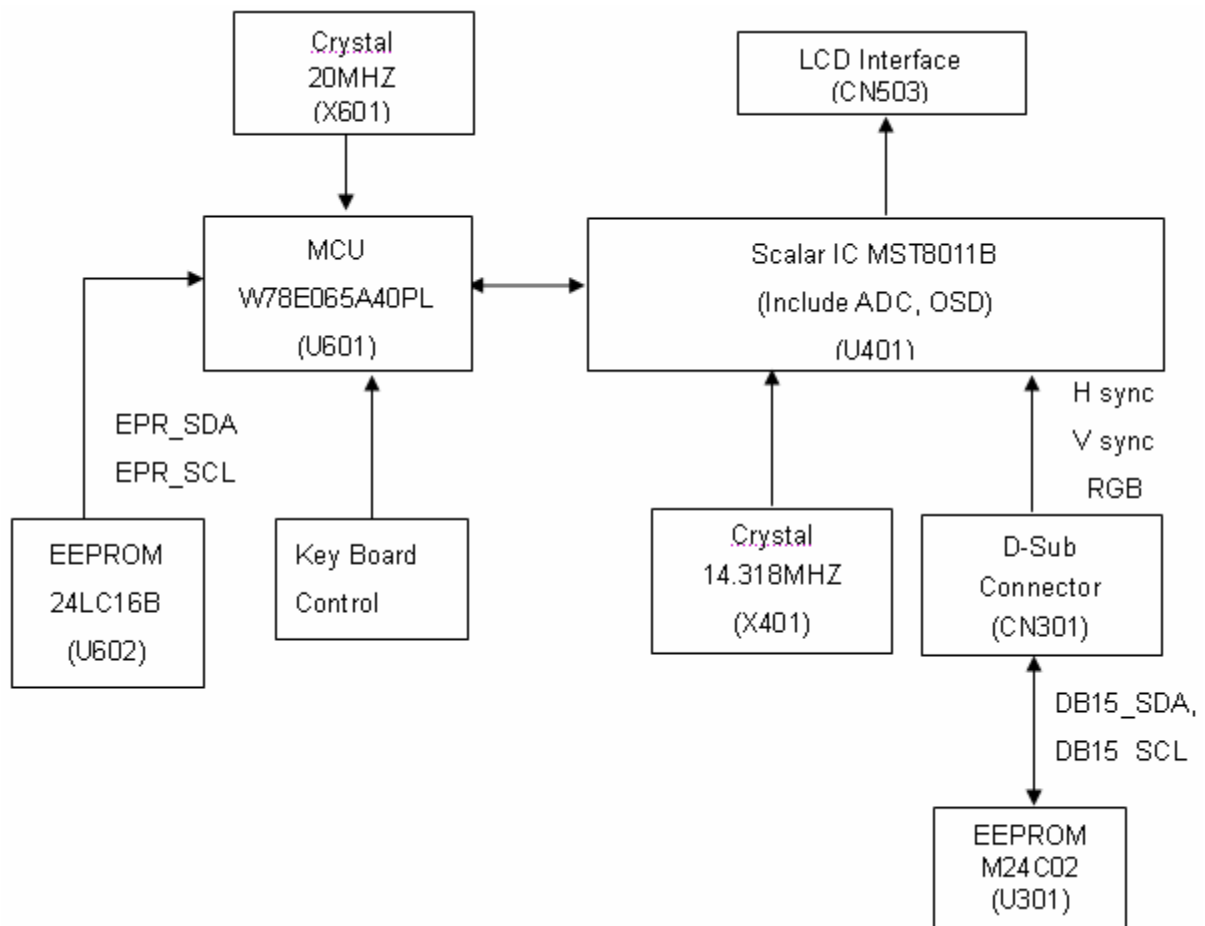 Crystal
20MHZ
(X601)
LCD Interface
(CN503)
MCU
W78E065A40PL
(U601)
Scalar IC MST8011B
(Include ADC, OSD)
(U401)
EPR_SDA
EPR_SCL
H sync
V sync
RGB
EEPROM
24LC16B
(U602)
Key Board
Control
Crystal
14.318MHZ
(X401)
D-Sub
Connector
(CN301)
DB15_SDA,
DB15 SCL
EEPROM
M24C02
(U301)